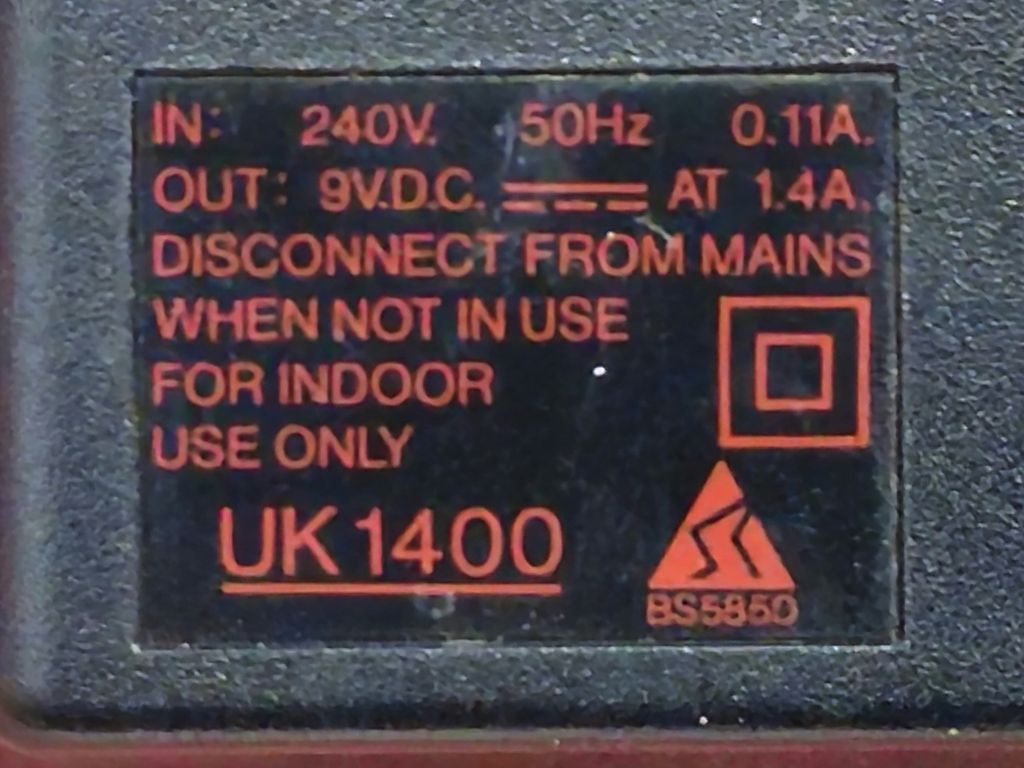 IN: 240V. 50Hz 0.11A.
OUT: 9V.D.C. AT 1.4A.
DISCONNECT FROM MAINS
WHEN NOT IN USE
FOR INDOOR
USE ONLY
UK1400
BS5850